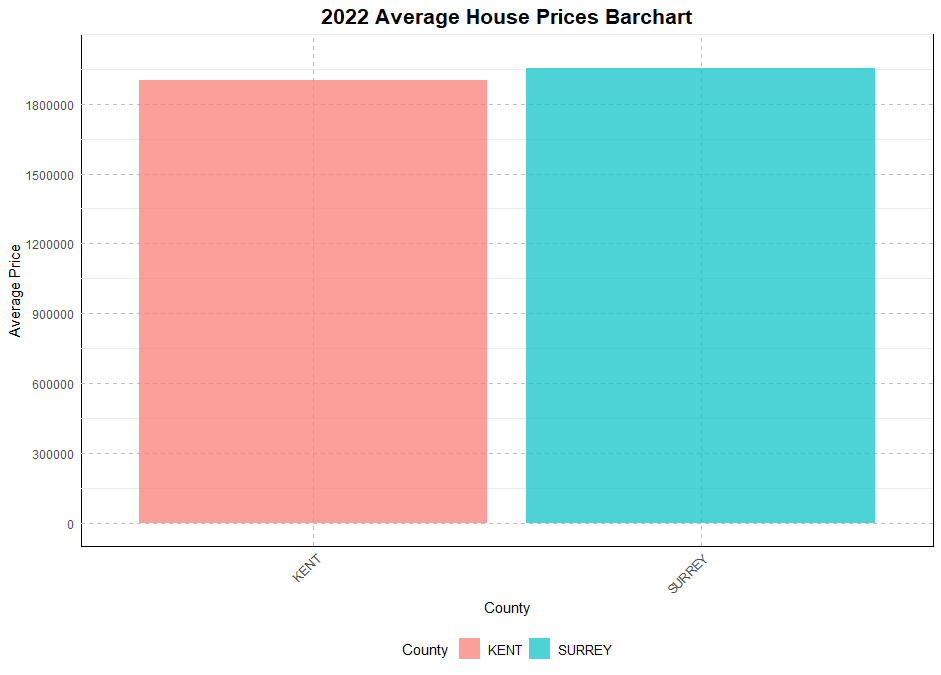 2022 Average House Prices Barchart
Average Price
1800000
1500000
1200000
900000
600000
300000
0
KENT
SURREY
County
County KENT SURREY